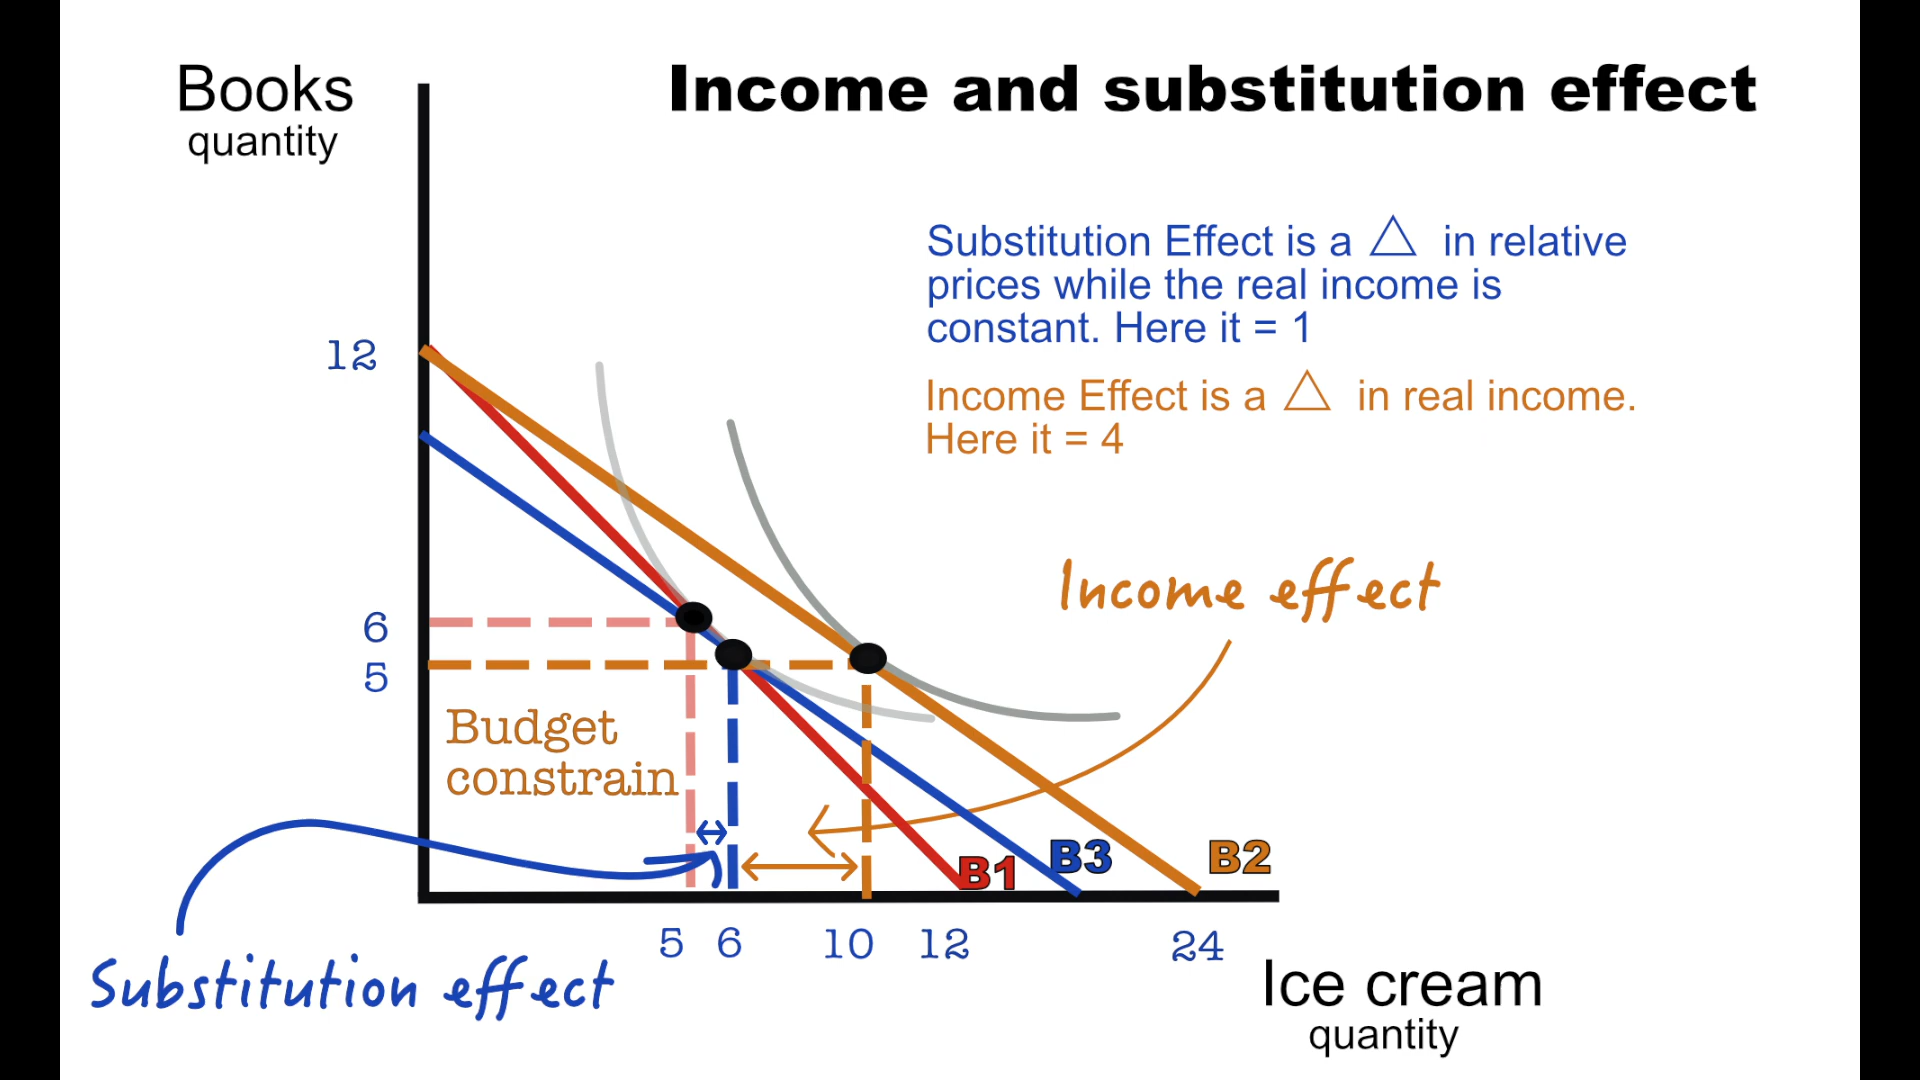 Books
quantity
Income and substitution effect
Substitution Effect is a △ in relative
prices while the real income is
constant. Here it = 1
Income Effect is a △ in real income.
Here it = 4
12
6
5
Income effect
Budget
constrain
B1
B3
B2
5 6 10 12 24
Substitution effect
Ice cream
quantity